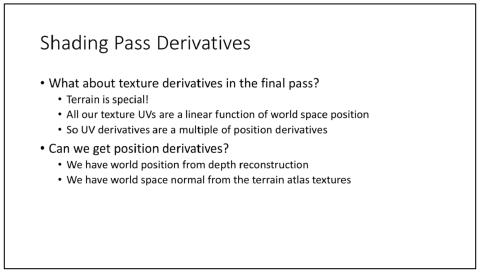 Shading Pass Derivatives
• What about texture derivatives in the final pass?
• Terrain is special!
• All our texture UVs are a linear function of world space position
• So UV derivatives are a multiple of position derivatives
• Can we get position derivatives?
• We have world position from depth reconstruction
• We have world space normal from the terrain atlas textures